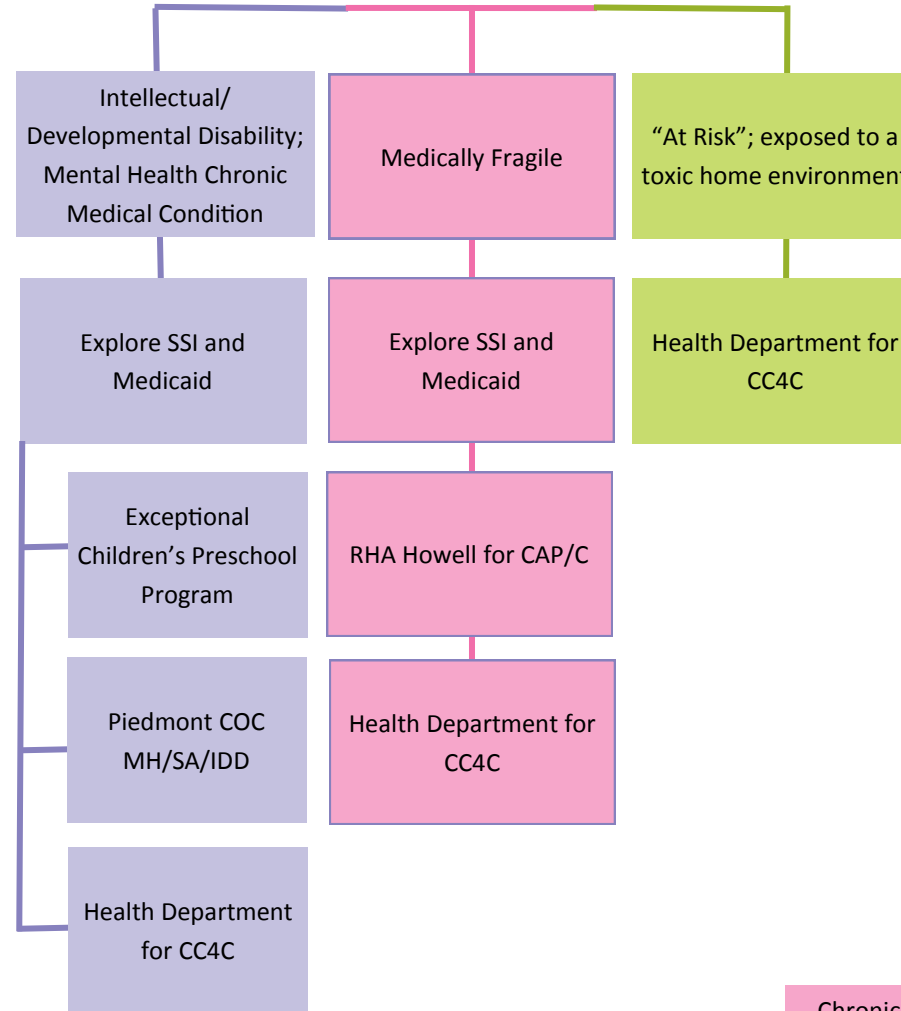 Intellectual/
Developmental Disability;
Mental Health Chronic
Medical Condition
Medically Fragile
“At Risk”; exposed to a
toxic home environment
Explore SSI and
Medicaid
Explore SSI and
Medicaid
Health Department for
CC4C
Exceptional
Children’s Preschool
Program
RHA Howell for CAP/C
Piedmont COC
MH/SA/IDD
Health Department for
CC4C
Health Department
for CC4C
Chronic